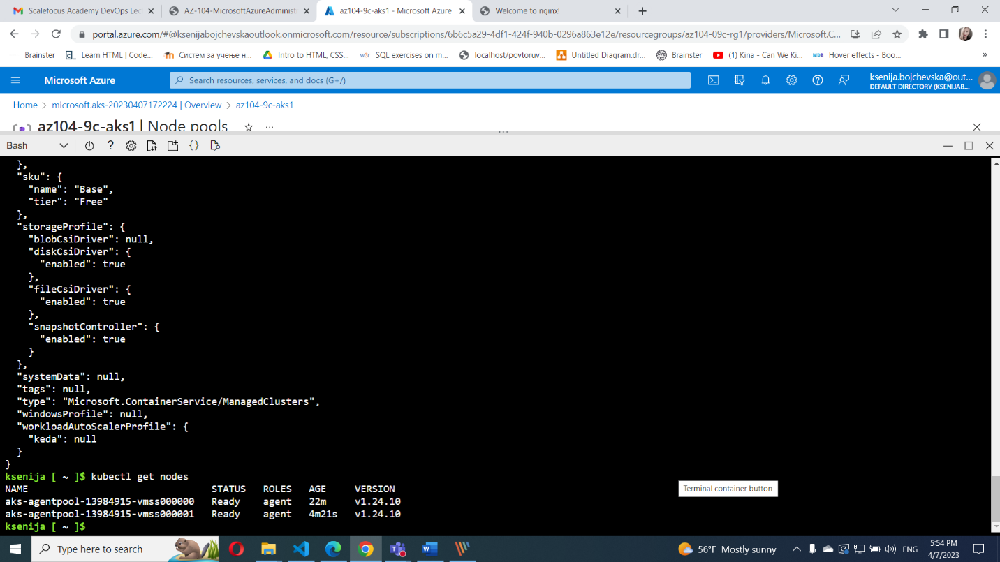 Scalefocus Academy DevOps Lec
AZ-104-MicrosoftAzureAdministr
az104-9c-aks1 - Microsoft Azure
Welcome to nginx!
portal.azure.com/#@ksenijabojchevskaoutlook.onmicrosoft.com/resource/subscriptions/6b6c5a29-4df1-424f-940b-0296a863e12e/resourcegroups/az104-09c-rg1/providers/Microsoft.C...
Brainster
Learn HTML | Code...
Систем за учење н...
Intro to HTML, CSS...
w3r
SQL exercises on m...
localhost/povtoruv...
Untitled Diagram.dr...
Brainster
(1) Kina - Can We Ki...
MDB
Hover effects - Boo...
»
Microsoft Azure
Search resources, services, and docs (G+/)
ksenija.bojchevska@out...
DEFAULT DIRECTORY (KSENIJAB...
Home > microsoft.aks-20230407172224 | Overview > az104-9c-aks1
az104-9c-aks1 | Node pools
...
Bash
?
{}
},
"sku": {
"name": "Base",
"tier": "Free"
},
"storageProfile": {
"blobCsiDriver": null,
"diskCsiDriver": {
"enabled": true
},
"fileCsiDriver": {
"enabled": true
},
"snapshotController": {
"enabled": true
}
},
"systemData": null,
"tags": null,
"type": "Microsoft.ContainerService/ManagedClusters",
"windowsProfile": null,
"workloadAutoScalerProfile": {
"keda": null
}
}
ksenija [ ~ ]$ kubectl get nodes
NAME STATUS ROLES AGE VERSION
aks-agentpool-13984915-vmss000000 Ready agent 22m v1.24.10
aks-agentpool-13984915-vmss000001 Ready agent 4m21s v1.24.10
ksenija [ ~ ]$
Terminal container button
Type here to search
56°F Mostly sunny
ENG
5:54 PM
4/7/2023